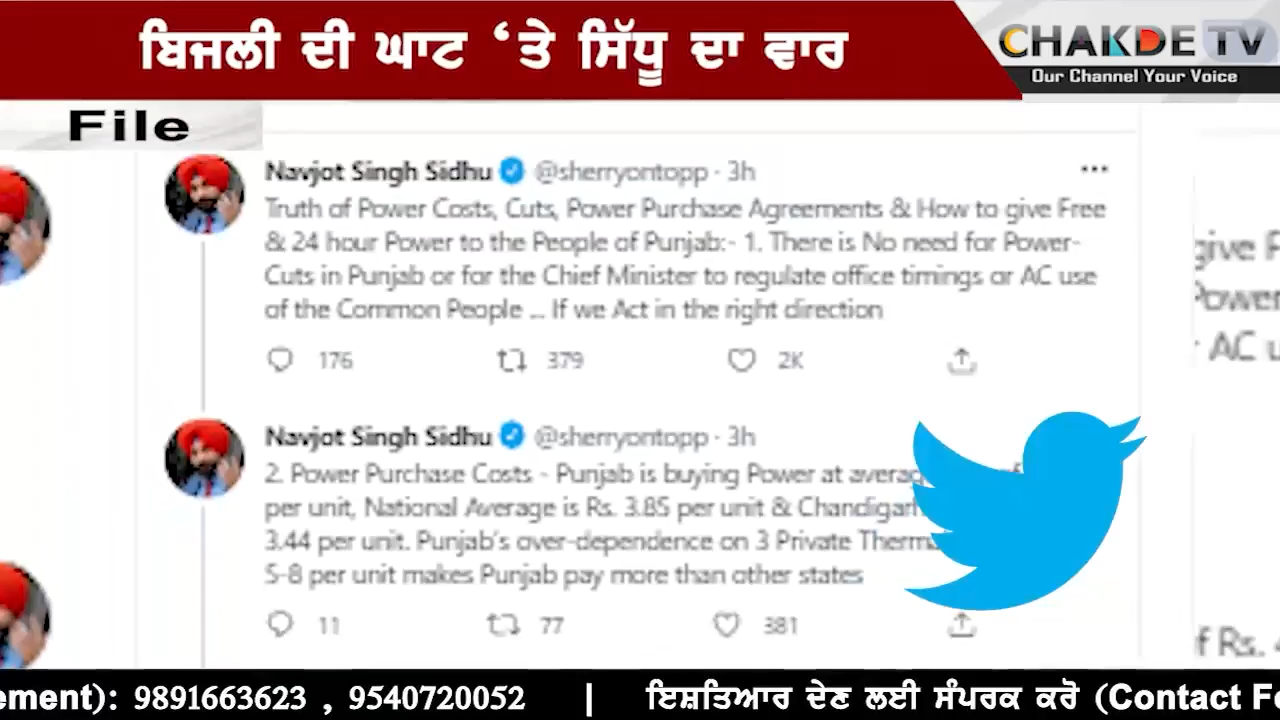 ਬਿਜਲੀ ਦੀ ਘਾਟ ‘ਤੇ ਸਿੱਧੂ ਦਾ ਵਾਰ
CHAKDE TV
Our Channel Your Voice
File
Navjot Singh Sidhu @sherryontopp · 3h
Truth of Power Costs, Cuts, Power Purchase Agreements & How to give Free
& 24 hour Power to the People of Punjab:- 1. There is No need for Power-
Cuts in Punjab or for the Chief Minister to regulate office timings or AC use
of the Common People ... If we Act in the right direction
176 379 2K
Navjot Singh Sidhu @sherryontopp · 3h
2. Power Purchase Costs - Punjab is buying Power at
per unit, National Average is Rs. 3.85 per unit &
3.44 per unit. Punjab's over-dependence on 3 Private
5-8 per unit makes Punjab pay more than other states
11 77 381
give
AC
f Rs.
ement): 9891663623 , 9540720052 | ਇਸ਼ਤਿਆਰ ਦੇਣ ਲਈ ਸੰਪਰਕ ਕਰੋ (Contact